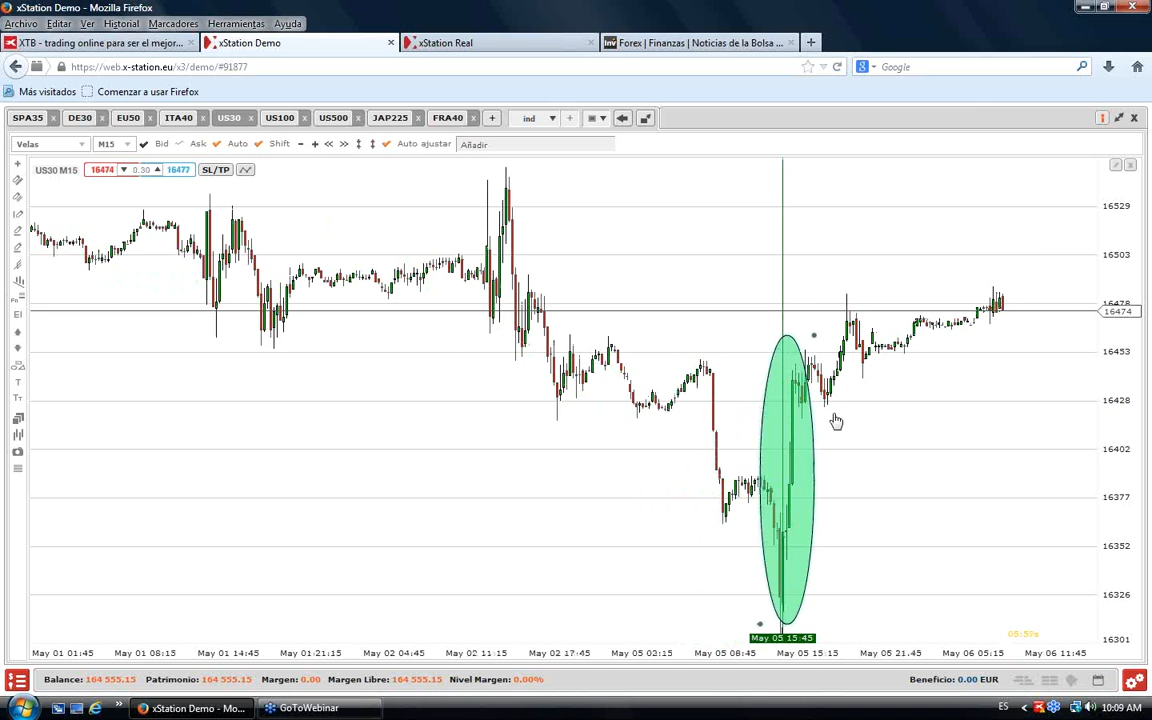 xStation Demo - Mozilla Firefox
Archivo Editar Ver Historial Marcadores Herramientas Ayuda
XTB - trading online para ser el mejor... xStation Demo xStation Real Inv Forex | Finanzas | Noticias de la Bolsa ...
https://web.x-station.eu/x3/demo/#91877 Google
Más visitados Comenzar a usar Firefox
SPA35 DE30 EU50 ITA40 US30 US100 US500 JAP225 FRA40 ind
Velas M15 Bid Ask Auto Shift Auto ajustar Añadir
US30 M15 16474 0.30 16477 SL/TP
16529
16503
16478
16474
16453
16428
16402
16377
16352
16326
16301
05:59s
May 05 15:45
May 01 01:45 May 01 08:15 May 01 14:45 May 01 21:15 May 02 04:45 May 02 11:15 May 02 17:45 May 05 02:15 May 05 08:45 May 05 15:15 May 05 21:45 May 06 05:15 May 06 11:45
Balance: 164 555.15 Patrimonio: 164 555.15 Margen: 0.00 Margen Libre: 164 555.15 Nivel Margen: 0.00% Beneficio: 0.00 EUR
xStation Demo - Mo... GoToWebinar ES 10:09 AM